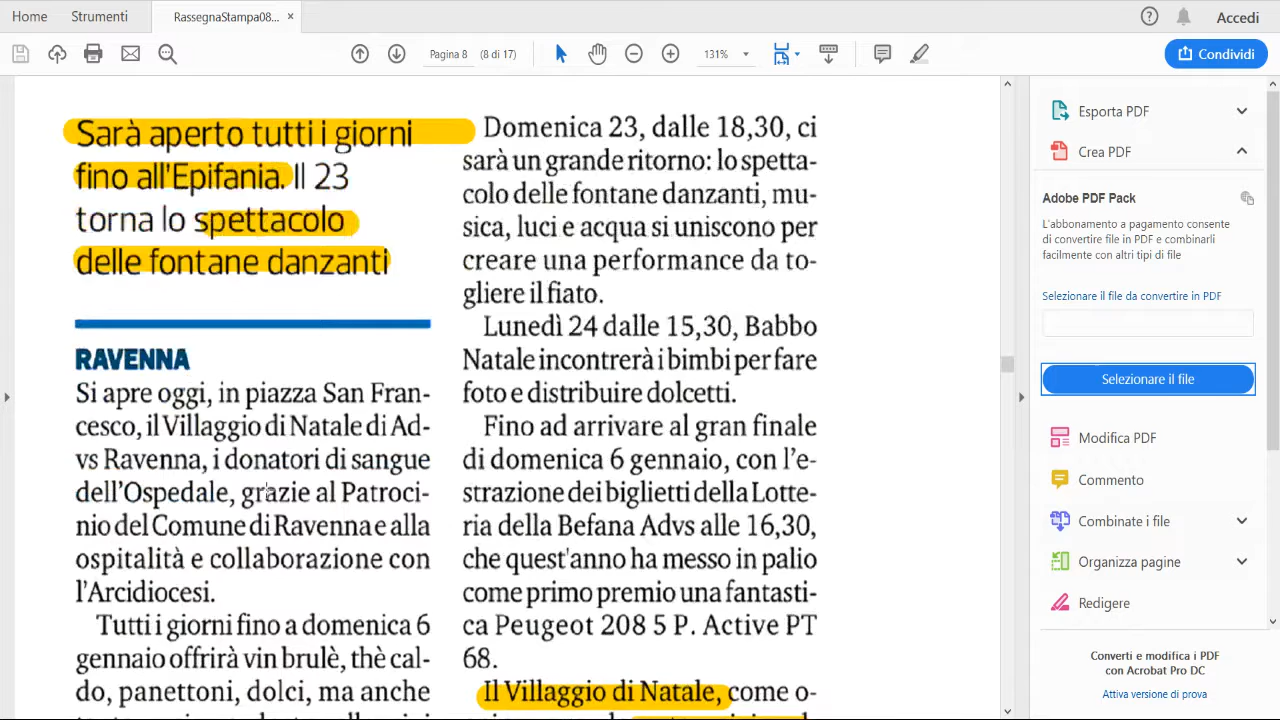 Home Strumenti RassegnaStampa08... × Accedi
Pagina 8 (8 di 17) 131% Condividi
Sarà aperto tutti i giorni
fino all'Epifania. Il 23
torna lo spettacolo
delle fontane danzanti
RAVENNA
Si apre oggi, in piazza San Fran-
cesco, il Villaggio di Natale di Ad-
vs Ravenna, i donatori di sangue
dell'Ospedale, grazie al Patroci-
nio del Comune di Ravenna e alla
ospitalità e collaborazione con
l'Arcidiocesi.
Tutti i giorni fino a domenica 6
gennaio offrirà vin brulè, thè cal-
do, panettoni, dolci, ma anche
Domenica 23, dalle 18,30, ci
sarà un grande ritorno: lo spetta-
colo delle fontane danzanti, mu-
sica, luci e acqua si uniscono per
creare una performance da to-
gliere il fiato.
Lunedì 24 dalle 15,30, Babbo
Natale incontrerà i bimbi per fare
foto e distribuire dolcetti.
Fino ad arrivare al gran finale
di domenica 6 gennaio, con l'e-
strazione dei biglietti della Lotte-
ria della Befana Advs alle 16,30,
che quest'anno ha messo in palio
come primo premio una fantasti-
ca Peugeot 208 5 P. Active PT
68.
Il Villaggio di Natale, come o-
Esporta PDF
Crea PDF
Adobe PDF Pack
L'abbonamento a pagamento consente
di convertire file in PDF e combinarli
facilmente con altri tipi di file
Selezionare il file da convertire in PDF
Selezionare il file
Modifica PDF
Commento
Combinate i file
Organizza pagine
Redigere
Converti e modifica i PDF
con Acrobat Pro DC
Attiva versione di prova